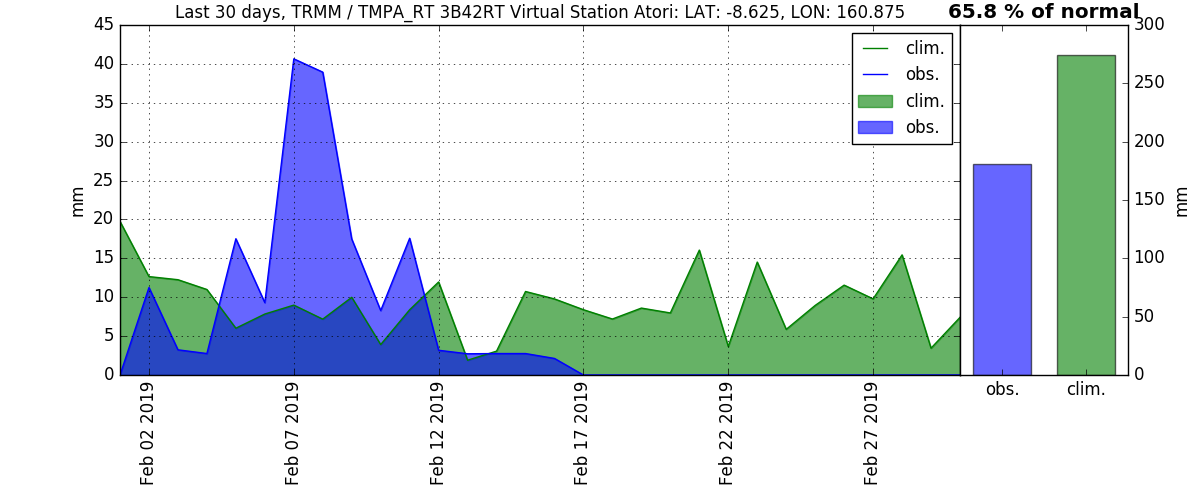 Last 30 days, TRMM / TMPA_RT 3B42RT Virtual Station Atori: LAT: -8.625, LON: 160.875
65.8 % of normal
45
40
35
30
25
20
15
10
5
0
mm
clim.
obs.
clim.
obs.
Feb 02 2019
Feb 07 2019
Feb 12 2019
Feb 17 2019
Feb 22 2019
Feb 27 2019
300
250
200
150
100
50
0
mm
obs.
clim.